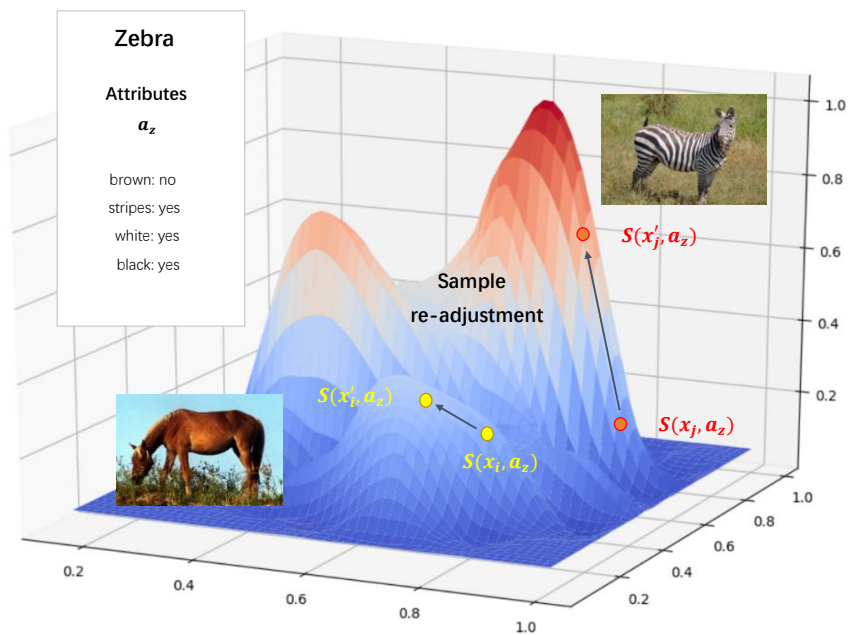 Zebra
Attributes
a_z
brown: no
stripes: yes
white: yes
black: yes
Sample
re-adjustment
S(x'_j, a_z)
S(x'_i, a_z)
S(x_j, a_z)
S(x_i, a_z)
1.0
0.8
0.6
0.4
0.2
1.0
0.8
0.6
0.4
0.2
0.2
0.4
0.6
0.8
1.0